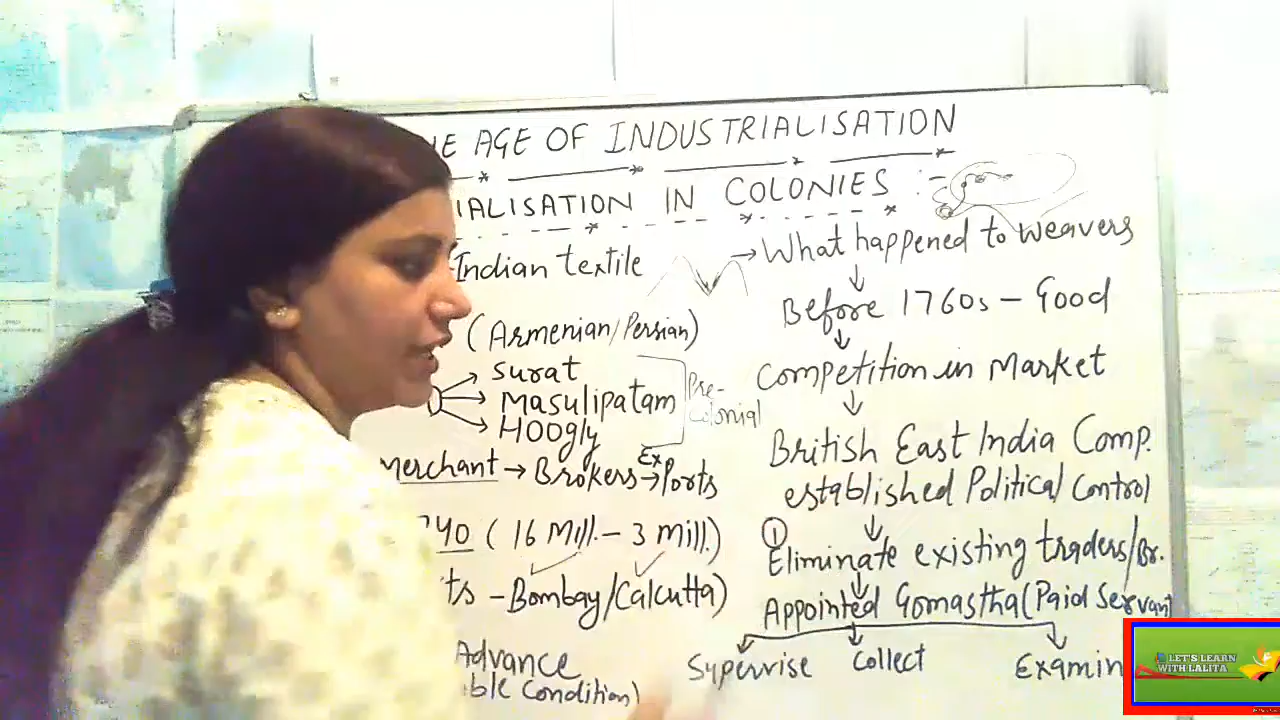 AGE OF INDUSTRIALISATION
IALISATION IN COLONIES :-
Indian textile
(Armenian/Persian)
Surat
Masulipatam
Hoogly
Pre-
Colonial
Merchant → Brokers → Ports
Ex
40 (16 Mill. - 3 Mill.)
ts - Bombay/Calcutta)
Advance
ble Condition)
→ What happened to weavers
Before 1760s - Good
Competition in Market
British East India Comp.
established Political Control
① Eliminate existing traders/Br.
Appointed Gomastha (Paid Servant
Supervise Collect Examin
LET'S LEARN
WITH LALITA